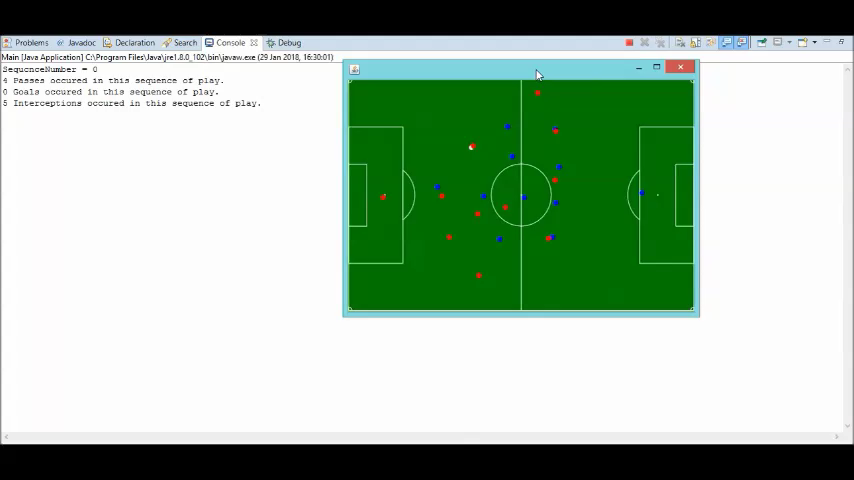 Problems Javadoc Declaration Search Console Debug
Main [Java Application] C:\Program Files\Java\jre1.8.0_102\bin\javaw.exe (29 Jan 2018, 16:30:01)
SequcnceNumber = 0
4 Passes occured in this sequence of play.
0 Goals occured in this sequence of play.
5 Interceptions occured in this sequence of play.